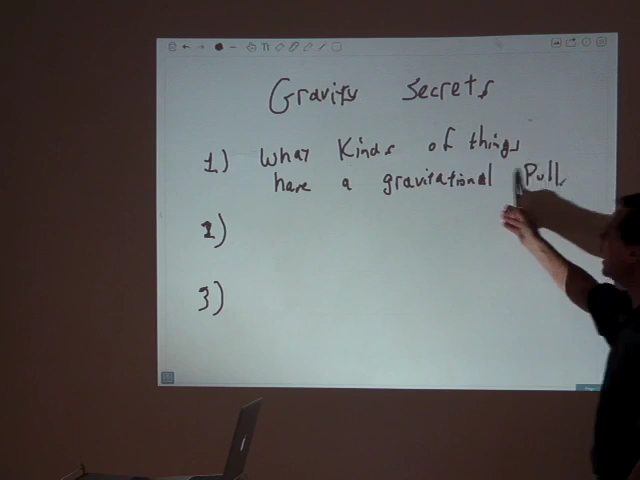 Gravity Secrets
1) What Kinds of things
have a gravitational Pull
2)
3)